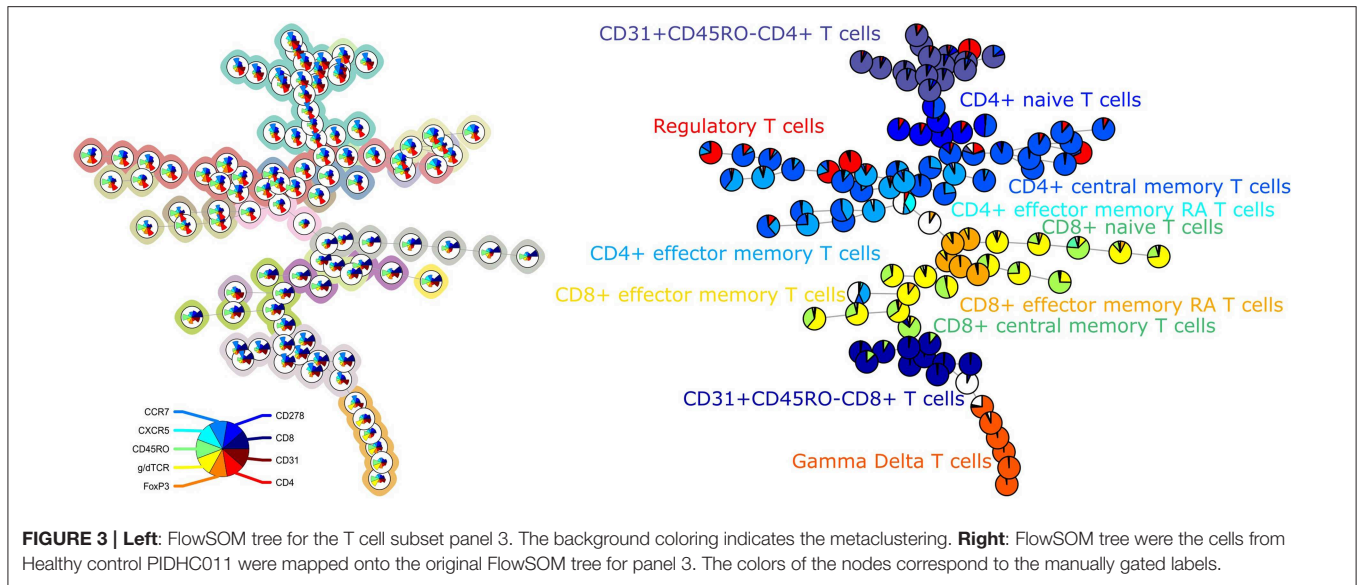 CD31+CD45RO-CD4+ T cells
CD4+ naive T cells
Regulatory T cells
CD4+ central memory T cells
CD4+ effector memory RA T cells
CD8+ naive T cells
CD4+ effector memory T cells
CD8+ effector memory T cells
CD8+ effector memory RA T cells
CD8+ central memory T cells
CD31+CD45RO-CD8+ T cells
Gamma Delta T cells
CCR7
CXCR5
CD45RO
g/dTCR
FoxP3
CD278
CD8
CD31
CD4
FIGURE 3 | Left: FlowSOM tree for the T cell subset panel 3. The background coloring indicates the metaclustering. Right: FlowSOM tree were the cells from
Healthy control PIDHC011 were mapped onto the original FlowSOM tree for panel 3. The colors of the nodes correspond to the manually gated labels.